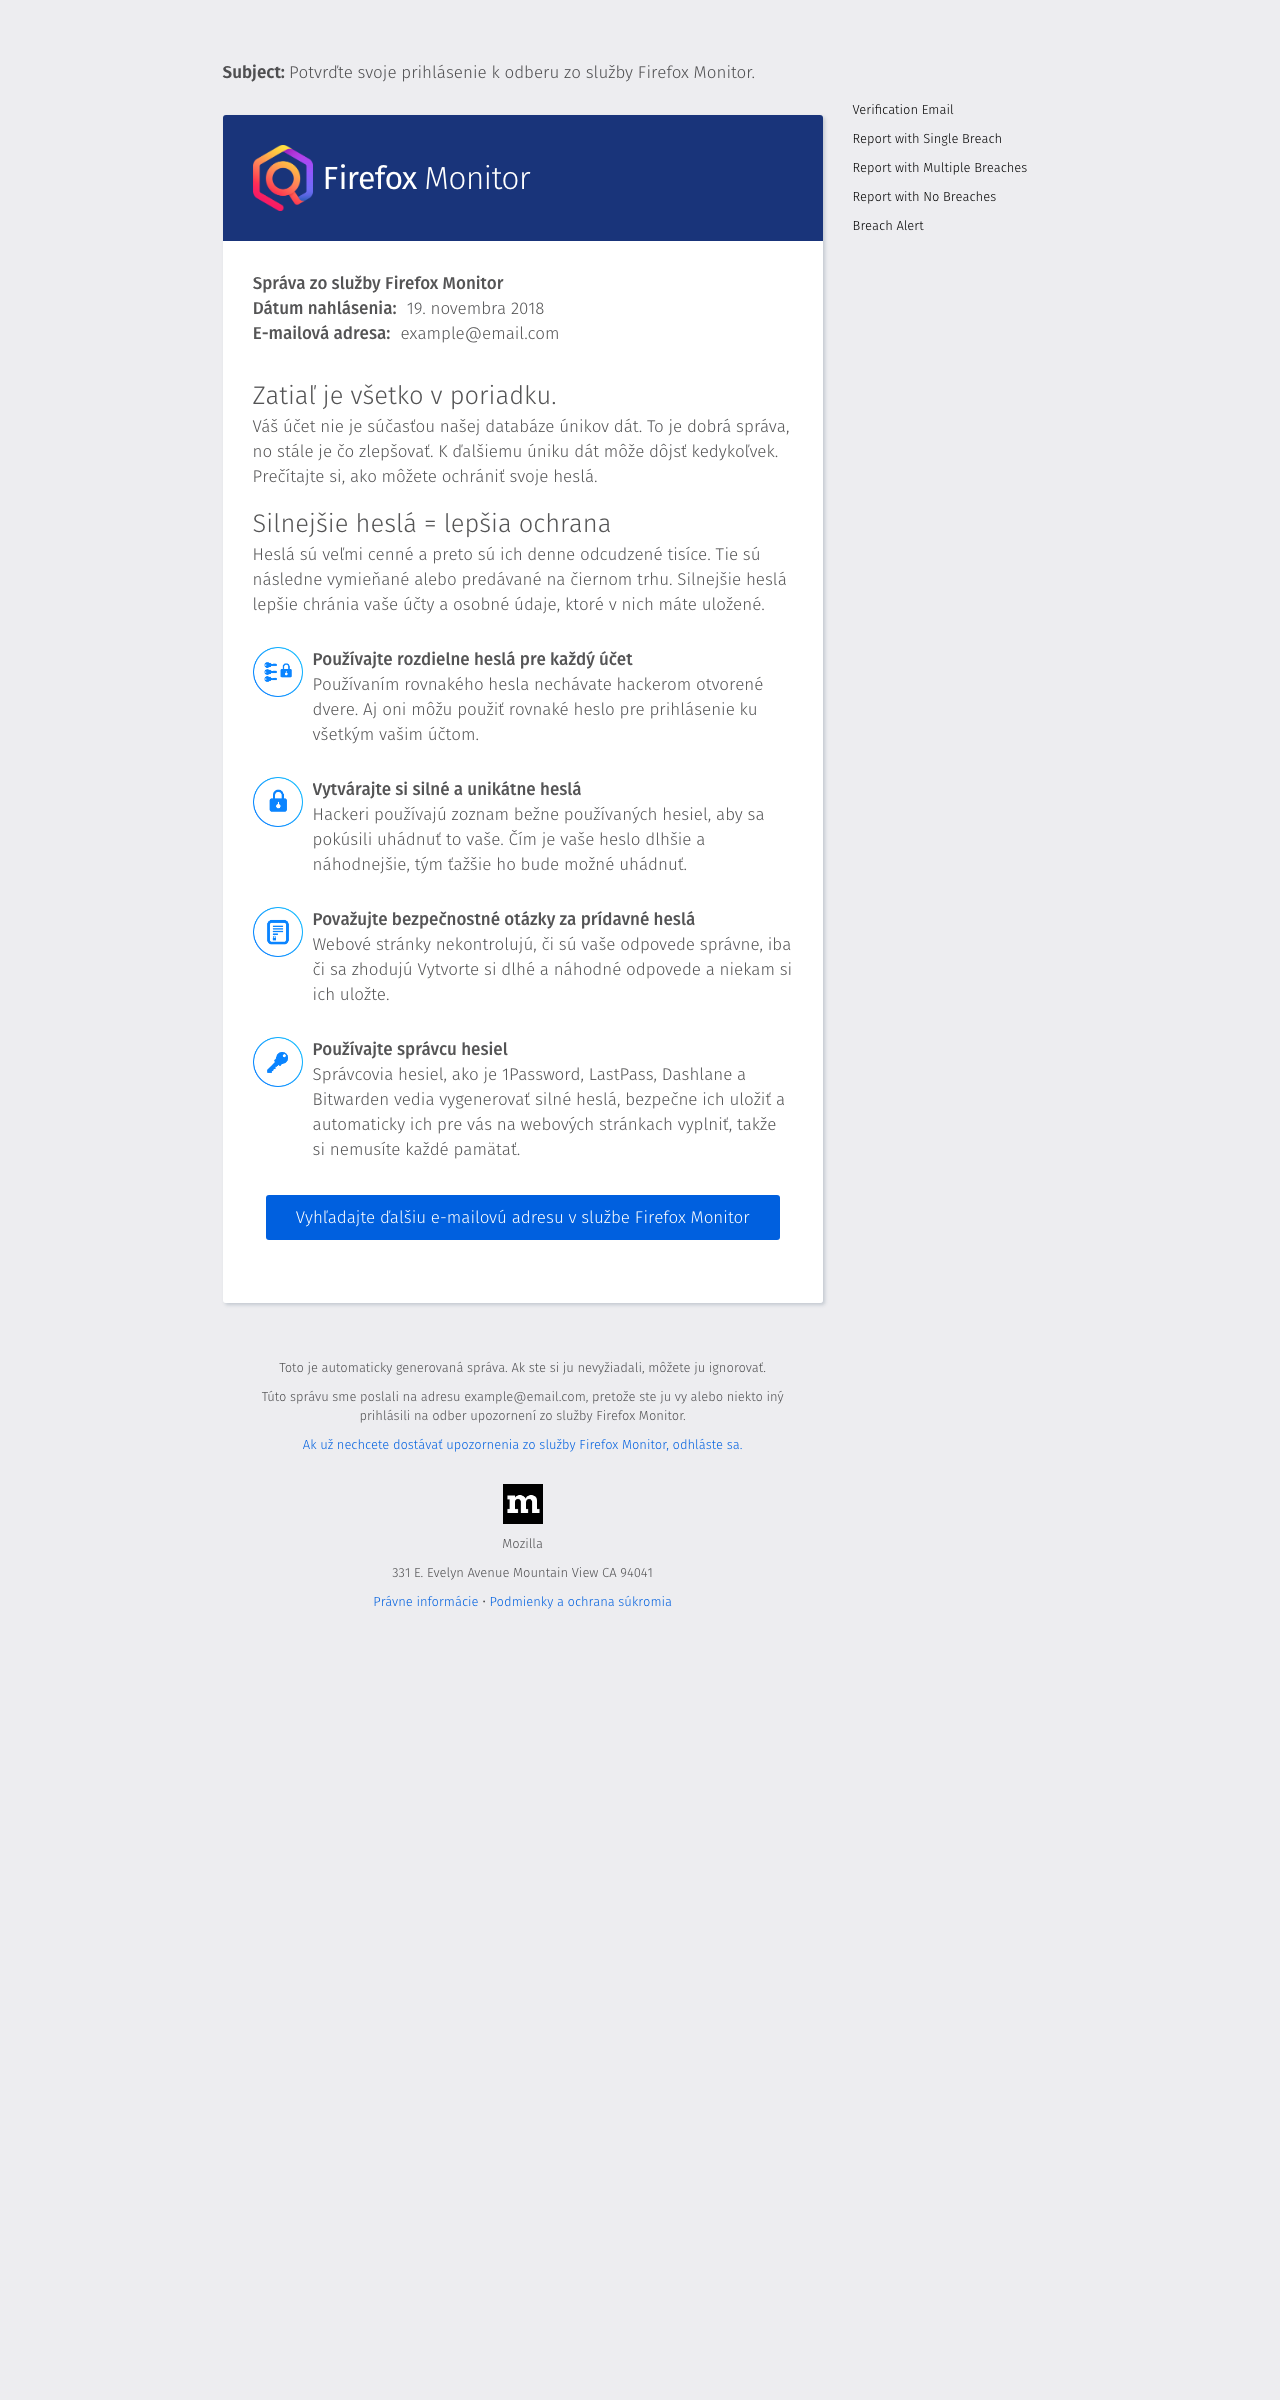 Subject: Potvrďte svoje prihlásenie k odberu zo služby Firefox Monitor.
Verification Email
Report with Single Breach
Report with Multiple Breaches
Report with No Breaches
Breach Alert
Firefox Monitor
Správa zo služby Firefox Monitor
Dátum nahlásenia: 19. novembra 2018
E-mailová adresa: example@email.com
Zatiaľ je všetko v poriadku.
Váš účet nie je súčasťou našej databáze únikov dát. To je dobrá správa,
no stále je čo zlepšovať. K ďalšiemu úniku dát môže dôjsť kedykoľvek.
Prečítajte si, ako môžete ochrániť svoje heslá.
Silnejšie heslá = lepšia ochrana
Heslá sú veľmi cenné a preto sú ich denne odcudzené tisíce. Tie sú
následne vymieňané alebo predávané na čiernom trhu. Silnejšie heslá
lepšie chránia vaše účty a osobné údaje, ktoré v nich máte uložené.
Používajte rozdielne heslá pre každý účet
Používaním rovnakého hesla nechávate hackerom otvorené
dvere. Aj oni môžu použiť rovnaké heslo pre prihlásenie ku
všetkým vašim účtom.
Vytvárajte si silné a unikátne heslá
Hackeri používajú zoznam bežne používaných hesiel, aby sa
pokúsili uhádnuť to vaše. Čím je vaše heslo dlhšie a
náhodnejšie, tým ťažšie ho bude možné uhádnuť.
Považujte bezpečnostné otázky za prídavné heslá
Webové stránky nekontrolujú, či sú vaše odpovede správne, iba
či sa zhodujú Vytvorte si dlhé a náhodné odpovede a niekam si
ich uložte.
Používajte správcu hesiel
Správcovia hesiel, ako je 1Password, LastPass, Dashlane a
Bitwarden vedia vygenerovať silné heslá, bezpečne ich uložiť a
automaticky ich pre vás na webových stránkach vyplniť, takže
si nemusíte každé pamätať.
Vyhľadajte ďalšiu e-mailovú adresu v službe Firefox Monitor
Toto je automaticky generovaná správa. Ak ste si ju nevyžiadali, môžete ju ignorovať.
Túto správu sme poslali na adresu example@email.com, pretože ste ju vy alebo niekto iný
prihlásili na odber upozornení zo služby Firefox Monitor.
Ak už nechcete dostávať upozornenia zo služby Firefox Monitor, odhláste sa.
m
Mozilla
331 E. Evelyn Avenue Mountain View CA 94041
Právne informácie • Podmienky a ochrana súkromia